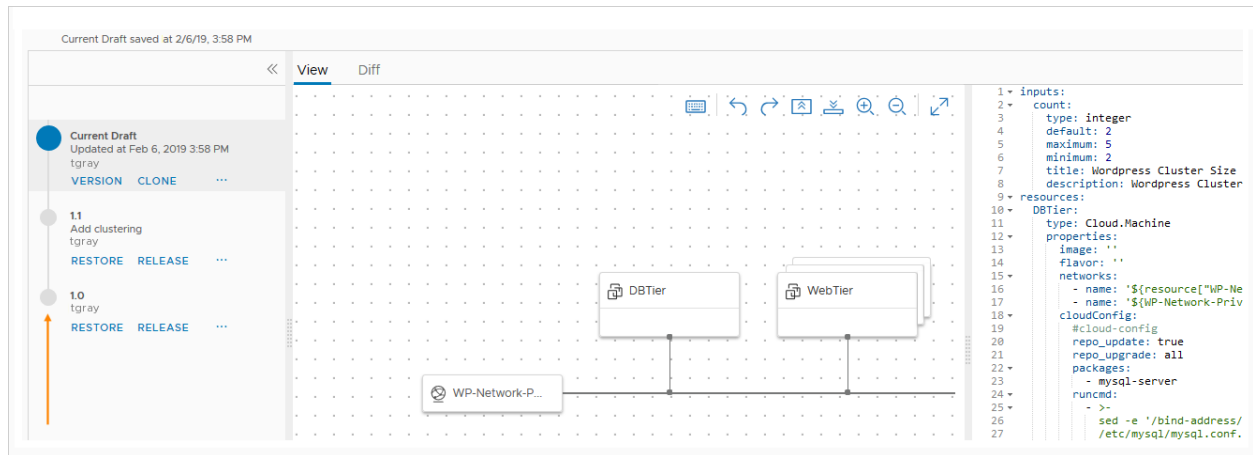 Current Draft saved at 2/6/19, 3:58 PM
View Diff
Current Draft
Updated at Feb 6, 2019 3:58 PM
tgray
VERSION CLONE ...
1.1
Add clustering
tgray
RESTORE RELEASE ...
1.0
tgray
RESTORE RELEASE ...
DBTier
WebTier
WP-Network-P...
1 inputs:
2 count:
3 type: integer
4 default: 2
5 maximum: 5
6 minimum: 2
7 title: Wordpress Cluster Size
8 description: Wordpress Cluster
9 resources:
10 DBTier:
11 type: Cloud.Machine
12 properties:
13 image: ''
14 flavor: ''
15 networks:
16 - name: '${resource["WP-Ne
17 - name: '${WP-Network-Priv
18 cloudConfig:
19 #cloud-config
20 repo_update: true
21 repo_upgrade: all
22 packages:
23 - mysql-server
24 runcmd:
25 - >-
26 sed -e '/bind-address/
27 /etc/mysql/mysql.conf.